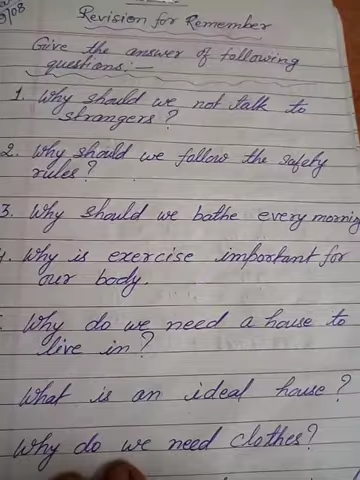 9/08
Revision for Remember
Give the answer of following
questions:-
1. Why should we not talk to
strangers?
2. Why should we follow the safety
rules?
3. Why should we bathe every morning
4. Why is exercise important for
our body.
Why do we need a house to
live in?
What is an ideal house?
Why do we need clothes?